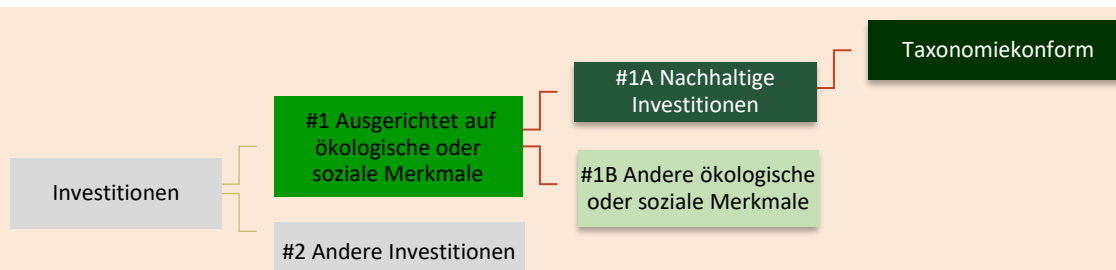 Taxonomiekonform
#1A Nachhaltige
Investitionen
#1 Ausgerichtet auf
ökologische oder
soziale Merkmale
#1B Andere ökologische
oder soziale Merkmale
Investitionen
#2 Andere Investitionen